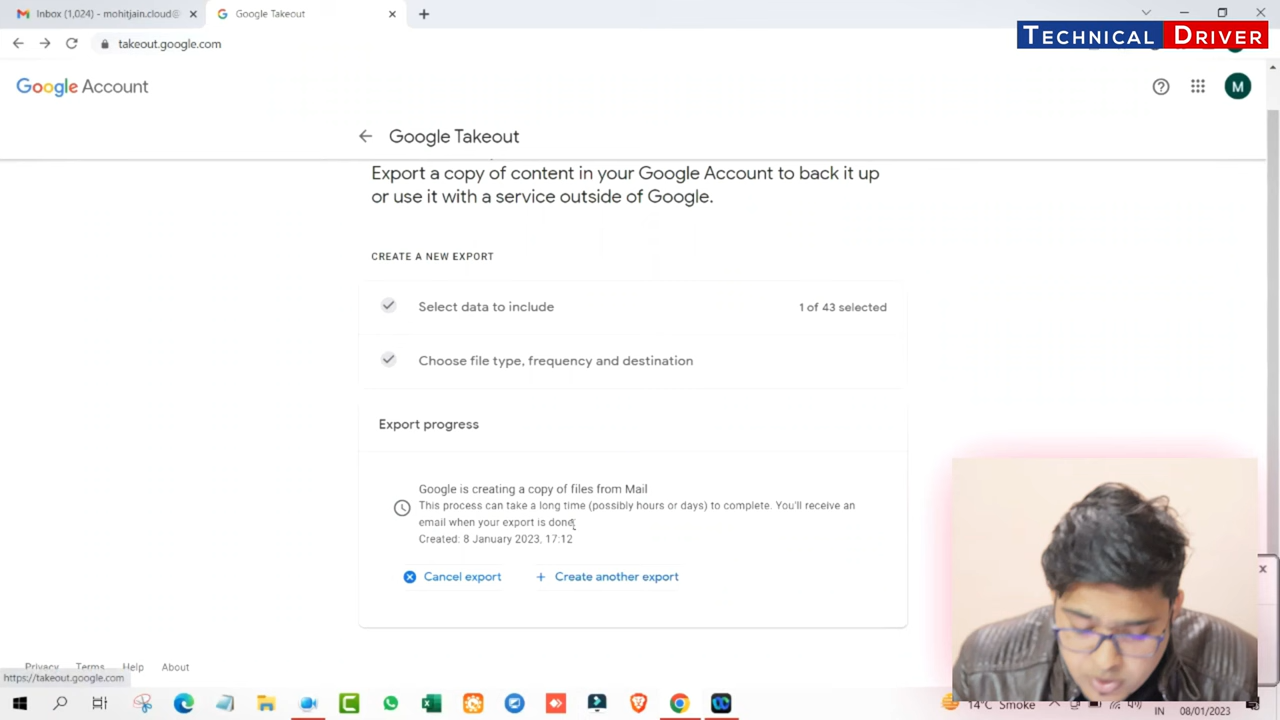 Inbox (1,024) - mohitjain.cloud@
Google Takeout
TECHNICAL DRIVER
takeout.google.com
Google Account
M
Google Takeout
Export a copy of content in your Google Account to back it up
or use it with a service outside of Google.
CREATE A NEW EXPORT
Select data to include
1 of 43 selected
Choose file type, frequency and destination
Export progress
Google is creating a copy of files from Mail
This process can take a long time (possibly hours or days) to complete. You'll receive an
email when your export is done.
Created: 8 January 2023, 17:12
Cancel export
+ Create another export
Privacy Terms Help About
https://takeout.google.com
14°C Smoke
IN
08/01/2023